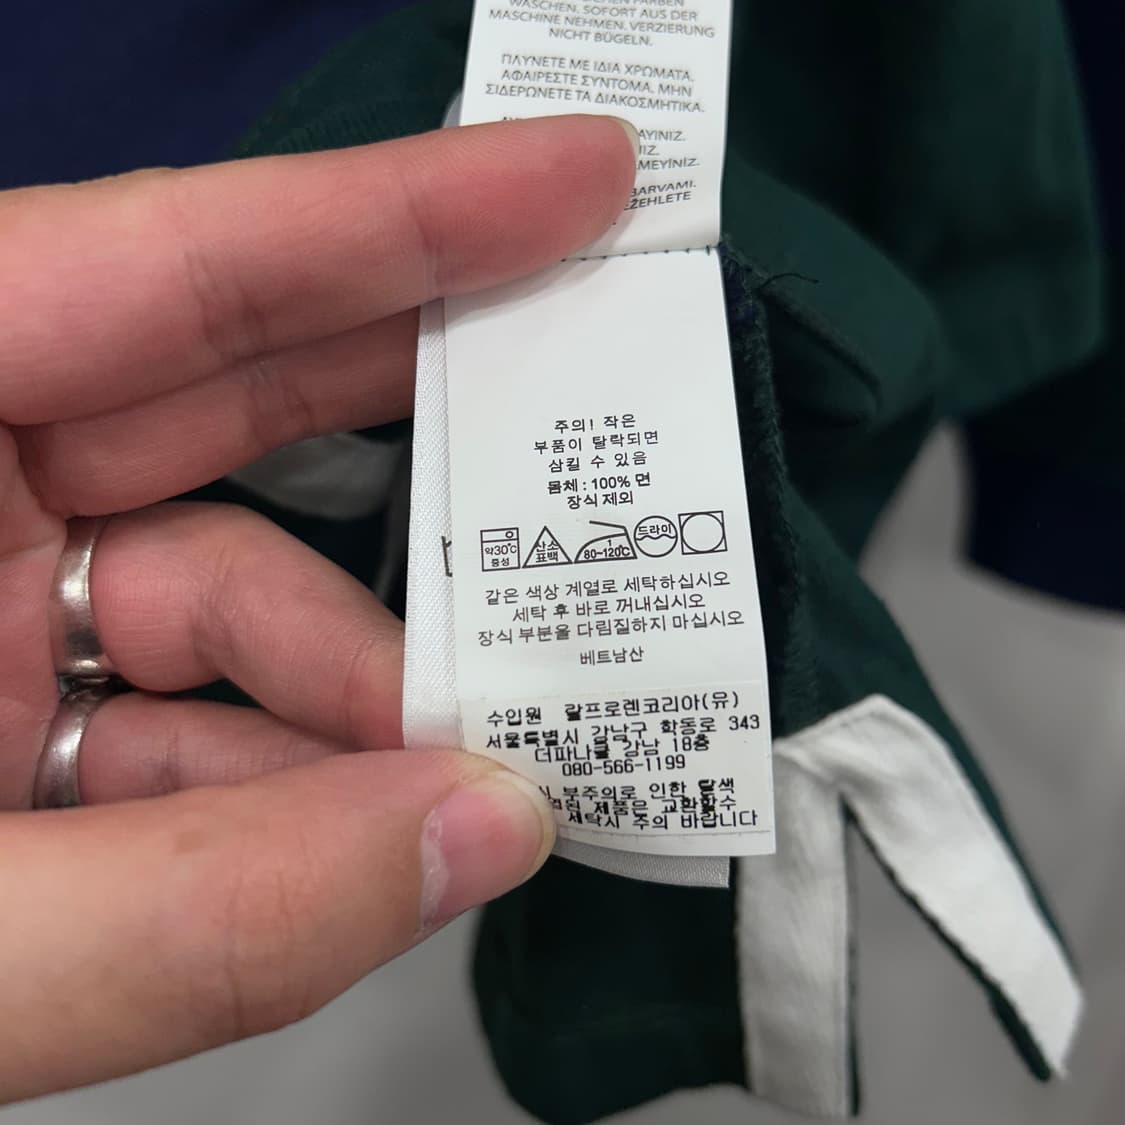 WASCHEN. SOFORT AUS DER
MASCHINE NEHMEN. VERZIERUNG
NICHT BÜGELN.
ΠΛΥΝΕΤΕ ΜΕ ΙΔΙΑ ΧΡΩΜΑΤΑ.
ΑΦΑΙΡΕΣΤΕ ΣΥΝΤΟΜΑ. ΜΗΝ
ΣΙΔΕΡΩΝΕΤΕ ΤΑ ΔΙΑΚΟΣΜΗΤΙΚΑ.
BARVAMI.
주의! 작은
부품이 탈락되면
삼킬 수 있음
몸체 : 100% 면
장식 제외
약30℃ 중성
산소 표백
1 80~120℃
드라이
같은 색상 계열로 세탁하십시오
세탁 후 바로 꺼내십시오
장식 부분을 다림질하지 마십시오
베트남산
수입원 랄프로렌코리아(유)
서울특별시 강남구 학동로 343
더피나클 강남 18층
080-566-1199
부주의로 인한 탈색
제품은 교환할수
세탁시 주의 바랍니다